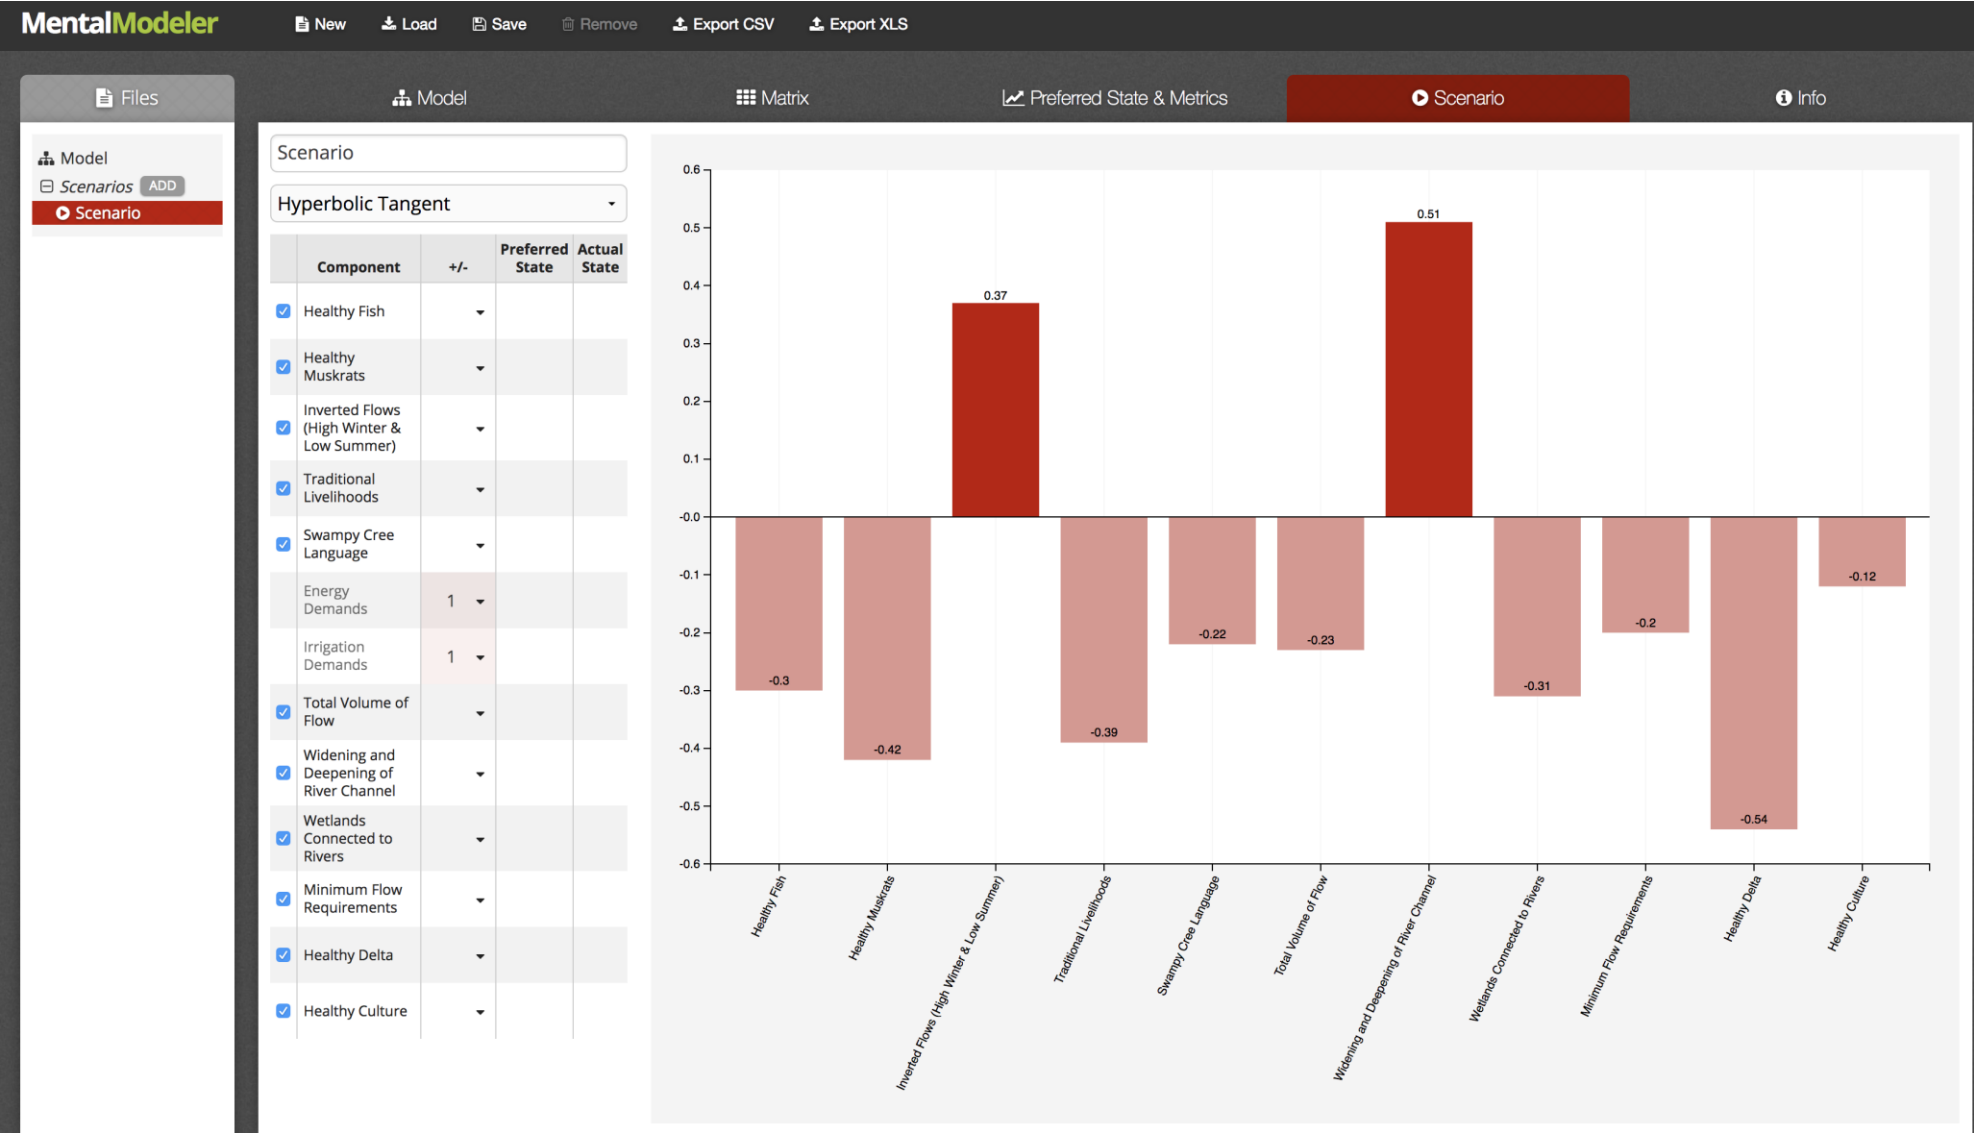 MentalModeler
New
Load
Save
Remove
Export CSV
Export XLS
Files
Model
Matrix
Preferred State & Metrics
Scenario
Info
Model
Scenarios ADD
Scenario
Scenario
Hyperbolic Tangent
Component
+/-
Preferred
State
Actual
State
Healthy Fish
Healthy
Muskrats
Inverted Flows
(High Winter &
Low Summer)
Traditional
Livelihoods
Swampy Cree
Language
Energy
Demands
1
Irrigation
Demands
1
Total Volume of
Flow
Widening and
Deepening of
River Channel
Wetlands
Connected to
Rivers
Minimum Flow
Requirements
Healthy Delta
Healthy Culture
0.6
0.5
0.4
0.3
0.2
0.1
-0.0
-0.1
-0.2
-0.3
-0.4
-0.5
-0.6
-0.3
-0.42
0.37
-0.39
-0.22
-0.23
0.51
-0.31
-0.2
-0.54
-0.12
Healthy Fish
Healthy Muskrats
Inverted Flows (High Winter & Low Summer)
Traditional Livelihoods
Swampy Cree Language
Total Volume of Flow
Widening and Deepening of River Channel
Wetlands Connected to Rivers
Minimum Flow Requirements
Healthy Delta
Healthy Culture